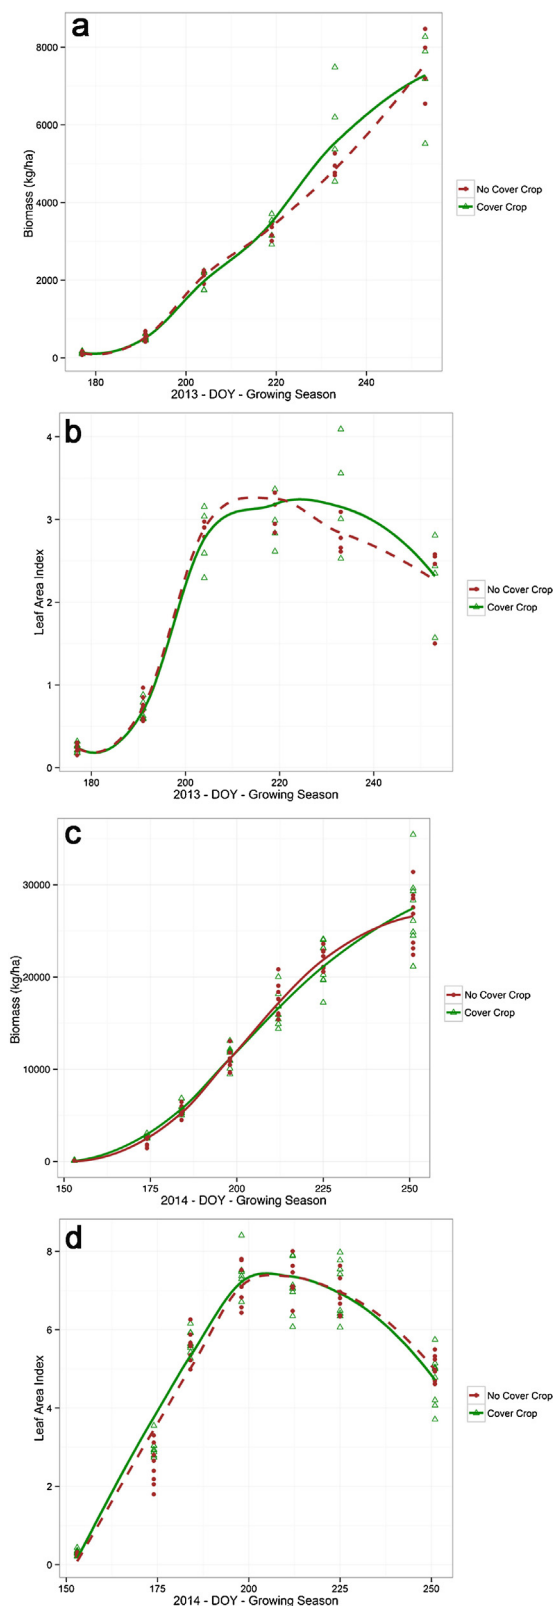 a
8000
6000
4000
2000
0
Biomass (kg/ha)
180
200
220
240
2013 - DOY - Growing Season
No Cover Crop
Cover Crop
b
4
3
2
1
0
Leaf Area Index
180
200
220
240
2013 - DOY - Growing Season
No Cover Crop
Cover Crop
c
30000
20000
10000
0
Biomass (kg/ha)
150
175
200
225
250
2014 - DOY - Growing Season
No Cover Crop
Cover Crop
d
8
6
4
2
0
Leaf Area Index
150
175
200
225
250
2014 - DOY - Growing Season
No Cover Crop
Cover Crop